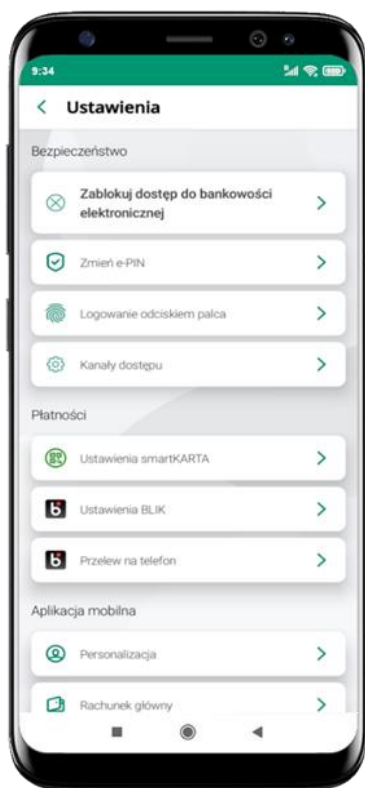 9:34
Ustawienia
Bezpieczeństwo
Zablokuj dostęp do bankowości
elektronicznej
Zmień e-PIN
Logowanie odciskiem palca
Kanały dostępu
Płatności
Ustawienia smartKARTA
Ustawienia BLIK
Przelew na telefon
Aplikacja mobilna
Personalizacja
Rachunek główny